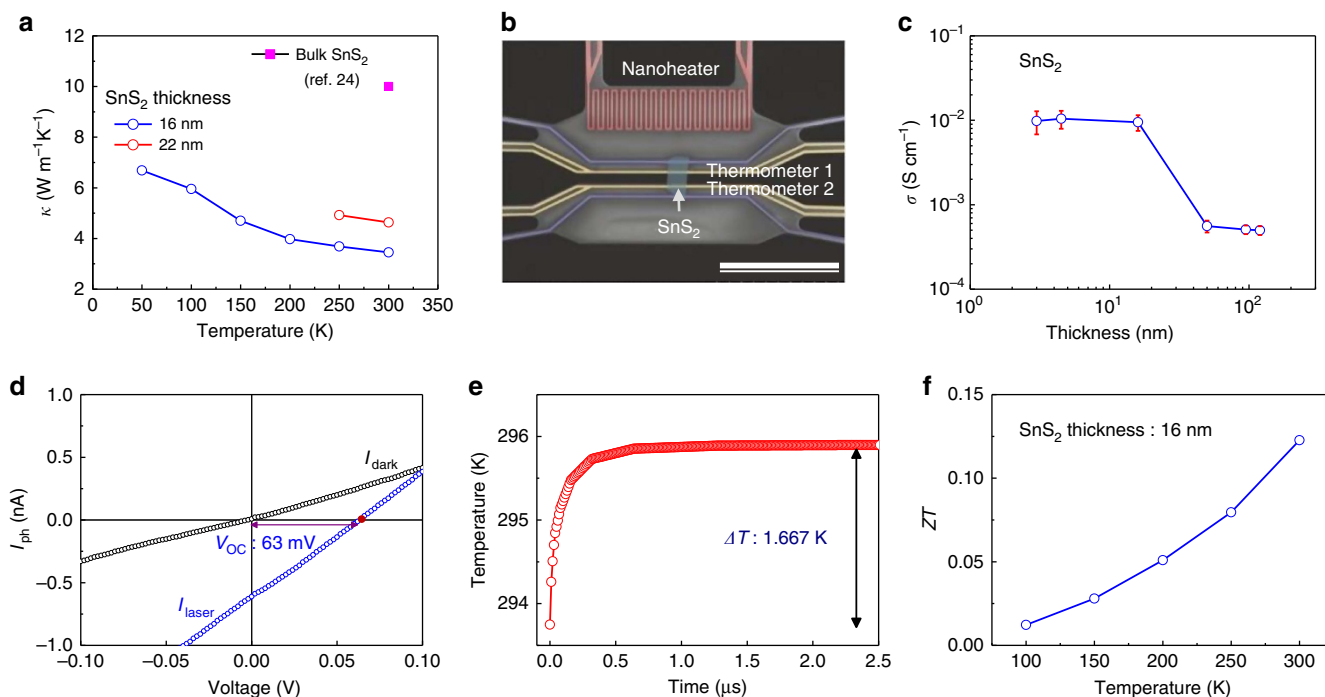 a
12
10
8
6
4
2
0
50
100
150
200
250
300
350
κ (W m⁻¹K⁻¹)
Temperature (K)
Bulk SnS₂
(ref. 24)
SnS₂ thickness
16 nm
22 nm
b
Nanoheater
Thermometer 1
Thermometer 2
SnS₂
c
SnS₂
10⁻¹
10⁻²
10⁻³
10⁻⁴
10⁰
10¹
10²
σ (S cm⁻¹)
Thickness (nm)
d
1.0
0.5
0.0
−0.5
−1.0
−0.10
−0.05
0.00
0.05
0.10
I_ph (nA)
Voltage (V)
I_dark
V_OC : 63 mV
I_laser
e
296
295
294
0.0
0.5
1.0
1.5
2.0
2.5
Temperature (K)
Time (μs)
ΔT : 1.667 K
f
0.15
0.10
0.05
0.00
100
150
200
250
300
ZT
Temperature (K)
SnS₂ thickness : 16 nm